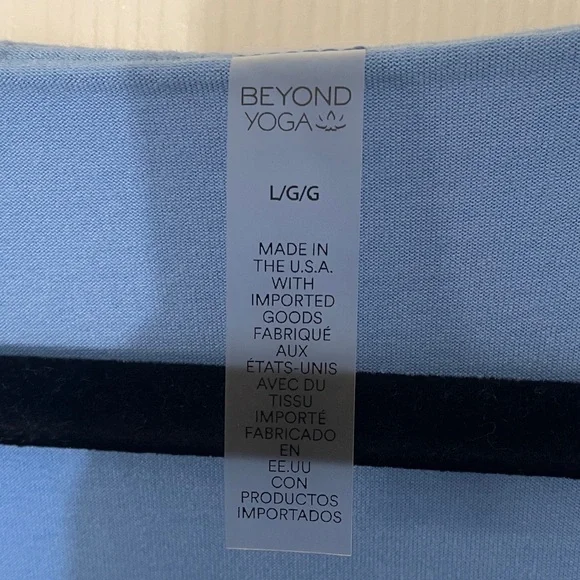 BEYOND
YOGA
L/G/G
MADE IN
THE U.S.A.
WITH
IMPORTED
GOODS
FABRIQUÉ
AUX
ÉTATS-UNIS
AVEC DU
TISSU
IMPORTÉ
FABRICADO
EN
EE.UU
CON
PRODUCTOS
IMPORTADOS